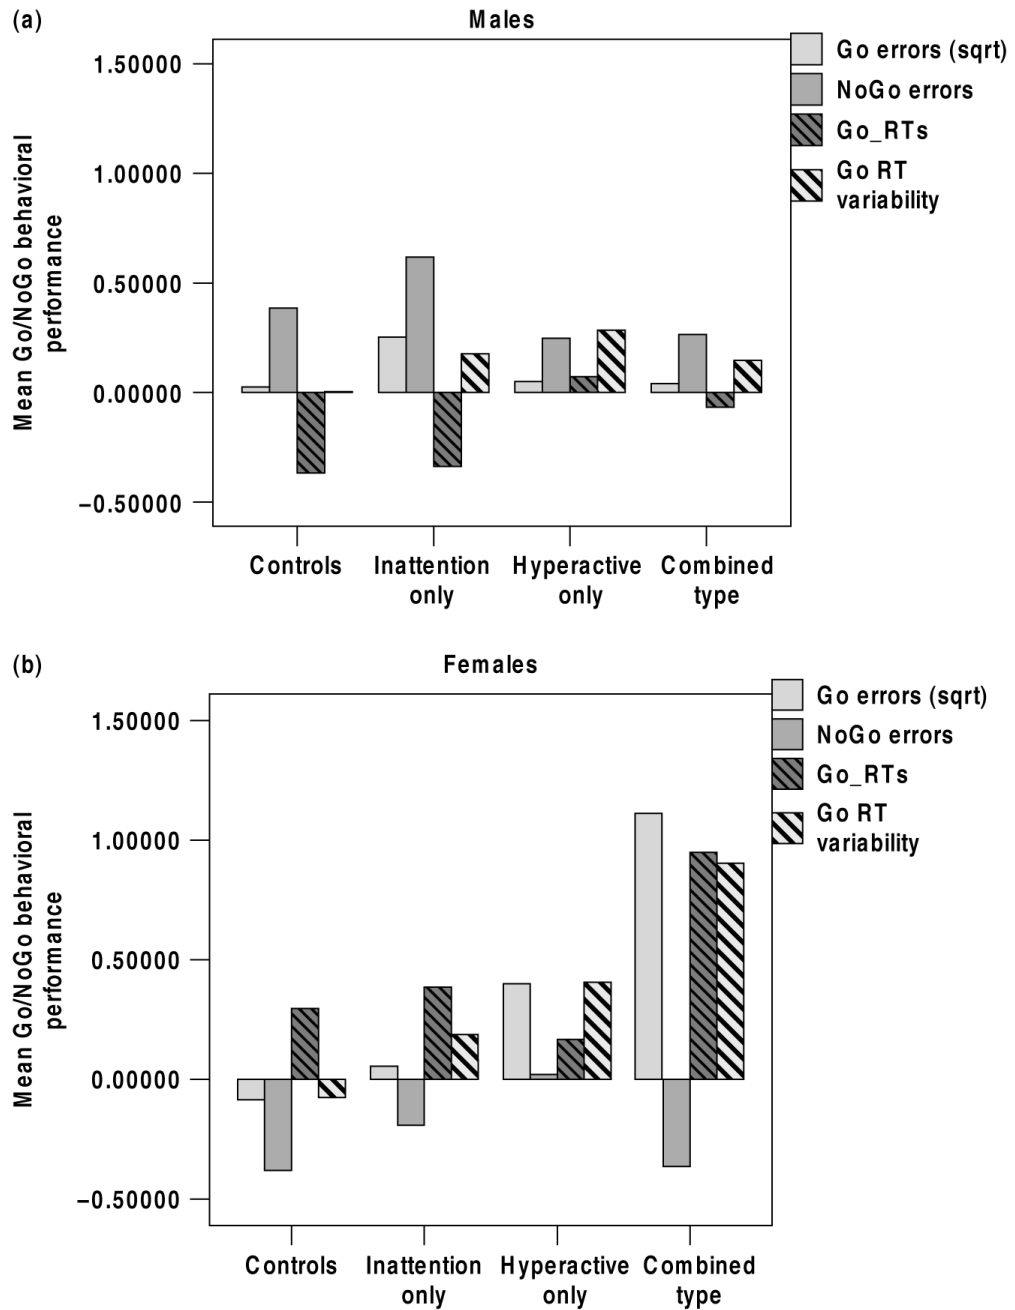 (a)
Males
Go errors (sqrt)
NoGo errors
Go_RTs
Go RT
variability
Mean Go/NoGo behavioral
performance
1.50000
1.00000
0.50000
0.00000
−0.50000
Controls
Inattention
only
Hyperactive
only
Combined
type
(b)
Females
Go errors (sqrt)
NoGo errors
Go_RTs
Go RT
variability
Mean Go/NoGo behavioral
performance
1.50000
1.00000
0.50000
0.00000
−0.50000
Controls
Inattention
only
Hyperactive
only
Combined
type